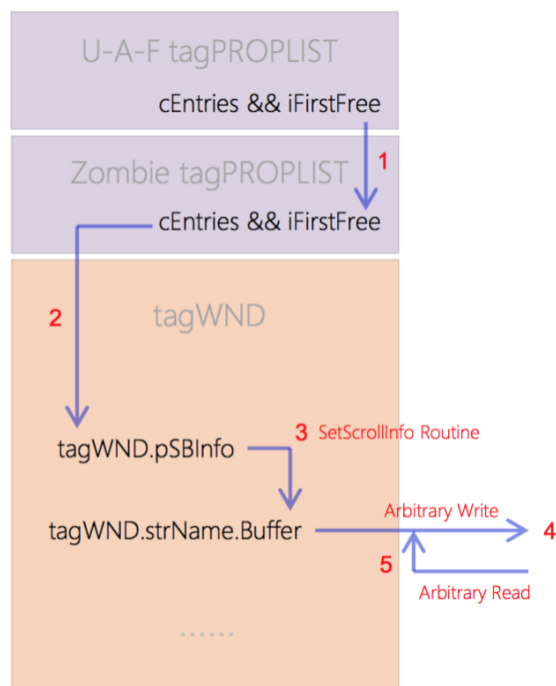 U-A-F tagPROPLIST
cEntries && iFirstFree
1
Zombie tagPROPLIST
cEntries && iFirstFree
2
tagWND
tagWND.pSBInfo
3 SetScrollInfo Routine
tagWND.strName.Buffer
Arbitrary Write
4
5
Arbitrary Read
......